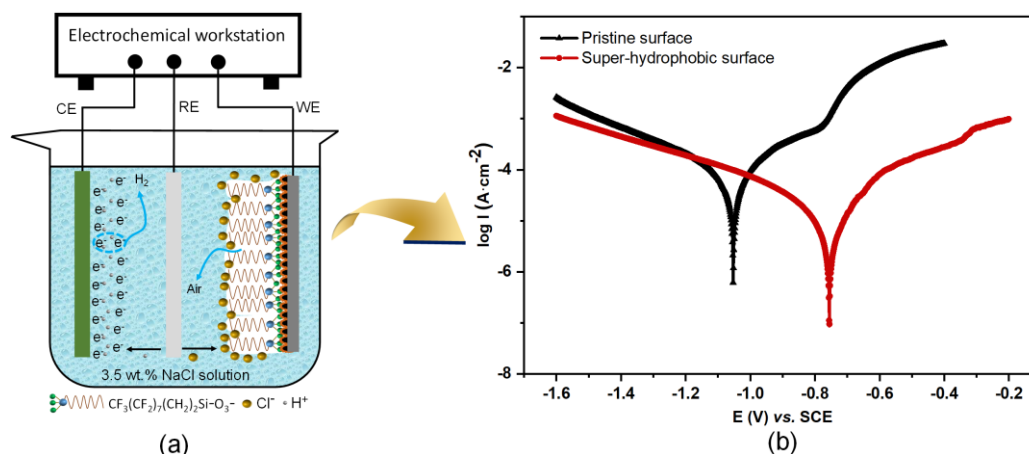 Electrochemical workstation
CE
RE
WE
e⁻ e⁻
H₂
e⁻ e⁻
e⁻ e⁻
e⁻ e⁻
e⁻ e⁻
Air
e⁻ e⁻
e⁻ e⁻
e⁻ e⁻
e⁻ e⁻
3.5 wt.% NaCl solution
CF₃(CF₂)₇(CH₂)₂Si-O₃- Cl⁻ H⁺
(a)
Pristine surface
Super-hydrophobic surface
log I (A·cm⁻²)
-2
-4
-6
-8
-1.6 -1.4 -1.2 -1.0 -0.8 -0.6 -0.4 -0.2
E (V) vs. SCE
(b)